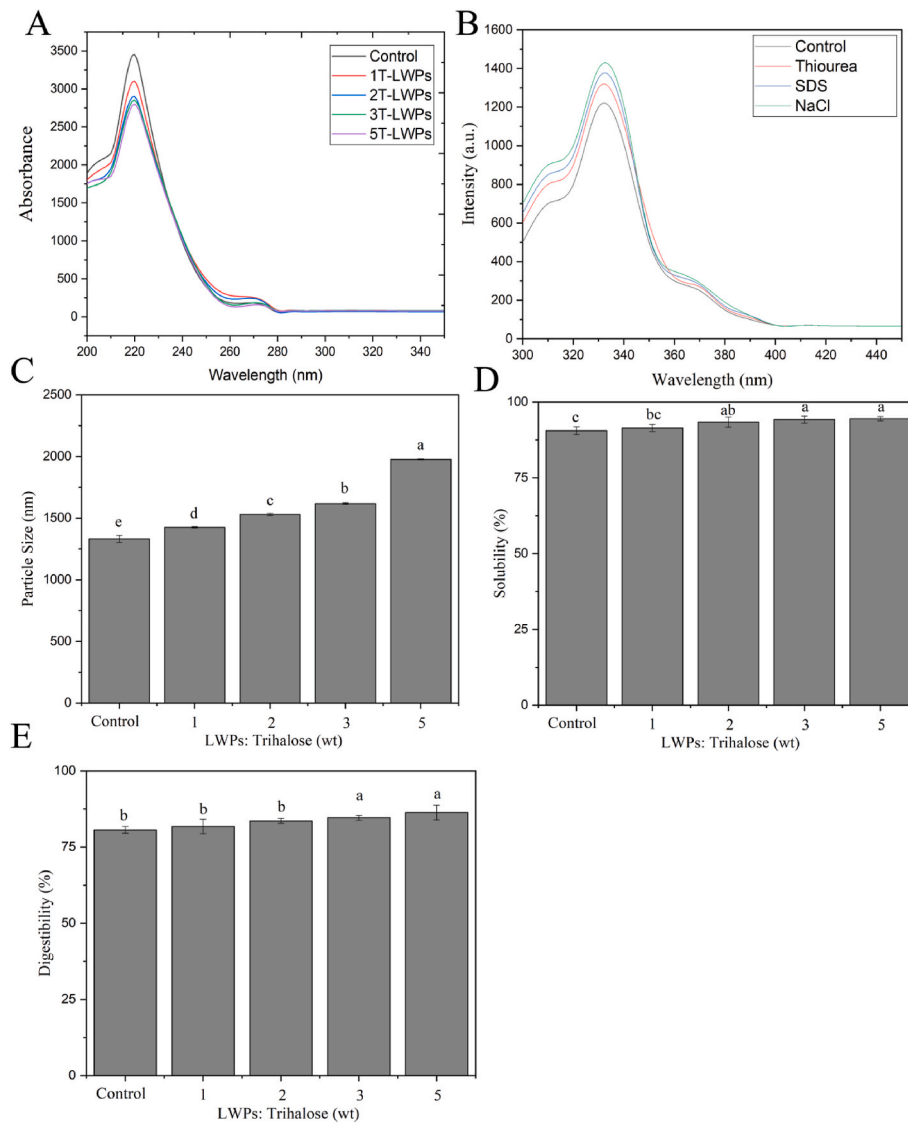 A
Absorbance
3500
3000
2500
2000
1500
1000
500
0
Control
1T-LWPs
2T-LWPs
3T-LWPs
5T-LWPs
200 220 240 260 280 300 320 340
Wavelength (nm)
B
Intensity (a.u.)
1600
1400
1200
1000
800
600
400
200
0
Control
Thiourea
SDS
NaCl
300 320 340 360 380 400 420 440
Wavelength (nm)
C
Particle Size (nm)
2500
2000
1500
1000
500
0
e d c b a
Control 1 2 3 5
LWPs: Trihalose (wt)
D
Solubility (%)
100
75
50
25
0
c bc ab a a
Control 1 2 3 5
LWPs: Trihalose (wt)
E
Digestibility (%)
100
75
50
25
0
b b b a a
Control 1 2 3 5
LWPs: Trihalose (wt)